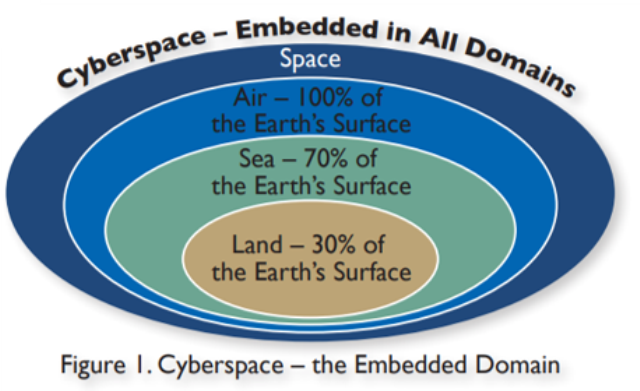 Cyberspace – Embedded in All Domains
Space
Air – 100% of
the Earth's Surface
Sea – 70% of
the Earth's Surface
Land – 30% of
the Earth's Surface
Figure 1. Cyberspace – the Embedded Domain